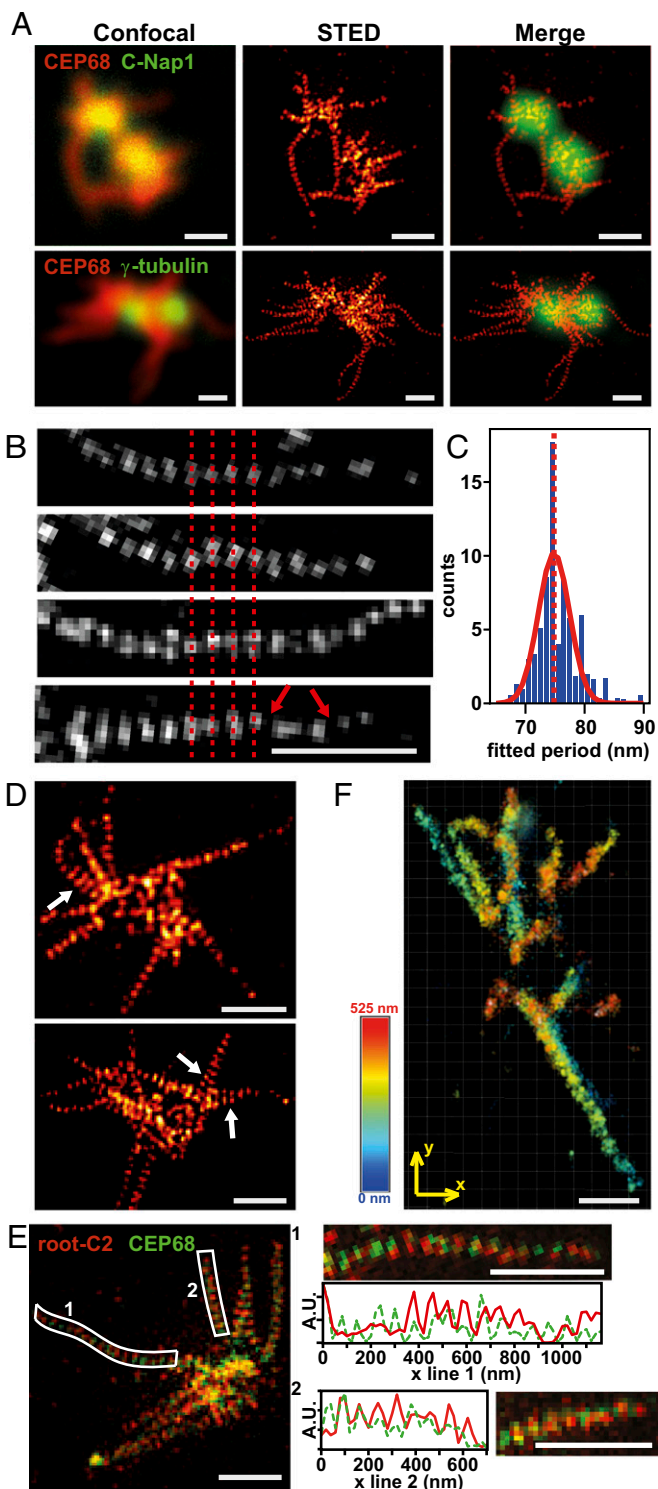 A
Confocal STED Merge
CEP68 C-Nap1
CEP68 γ-tubulin
B
C
15
10
5
0
counts
70 80 90
fitted period (nm)
D
F
525 nm
0 nm
y
x
E
root-C2 CEP68
1
2
1
A.U.
0 200 400 600 800 1000
x line 1 (nm)
2
A.U.
0 200 400 600
x line 2 (nm)